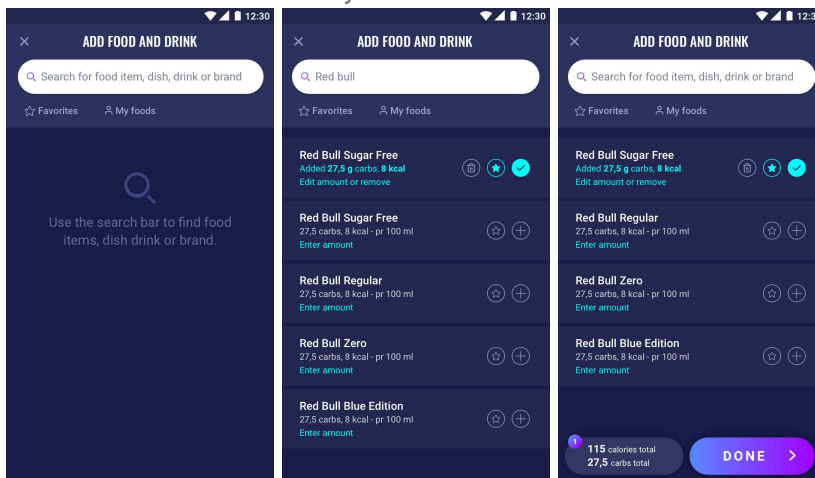 12:30
ADD FOOD AND DRINK
Search for food item, dish, drink or brand
Favorites
My foods
Use the search bar to find food
items, dish drink or brand.
12:30
ADD FOOD AND DRINK
Red bull
Favorites
My foods
Red Bull Sugar Free
Added 27,5 g carbs, 8 kcal
Edit amount or remove
Red Bull Sugar Free
27,5 carbs, 8 kcal - pr 100 ml
Enter amount
Red Bull Regular
27,5 carbs, 8 kcal - pr 100 ml
Enter amount
Red Bull Zero
27,5 carbs, 8 kcal - pr 100 ml
Enter amount
Red Bull Blue Edition
27,5 carbs, 8 kcal - pr 100 ml
Enter amount
ADD FOOD AND DRINK
Search for food item, dish, drink or brand
Favorites
My foods
Red Bull Sugar Free
Added 27,5 g carbs, 8 kcal
Edit amount or remove
Red Bull Regular
27,5 carbs, 8 kcal - pr 100 ml
Enter amount
Red Bull Zero
27,5 carbs, 8 kcal - pr 100 ml
Enter amount
Red Bull Blue Edition
27,5 carbs, 8 kcal - pr 100 ml
Enter amount
1
115 calories total
27,5 carbs total
DONE